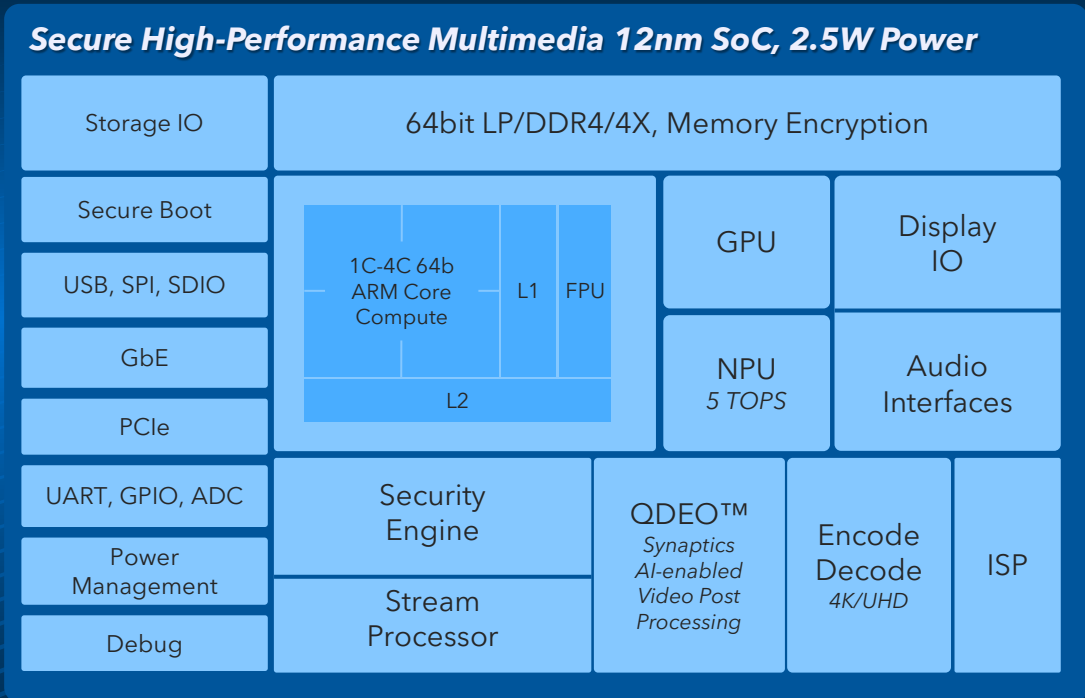 Secure High-Performance Multimedia 12nm SoC, 2.5W Power
Storage IO
64bit LP/DDR4/4X, Memory Encryption
Secure Boot
USB, SPI, SDIO
GbE
PCIe
UART, GPIO, ADC
Power
Management
Debug
1C-4C 64b
ARM Core
Compute
L1
FPU
L2
GPU
Display
IO
NPU
5 TOPS
Audio
Interfaces
Security
Engine
Stream
Processor
QDEO™
Synaptics
AI-enabled
Video Post
Processing
Encode
Decode
4K/UHD
ISP